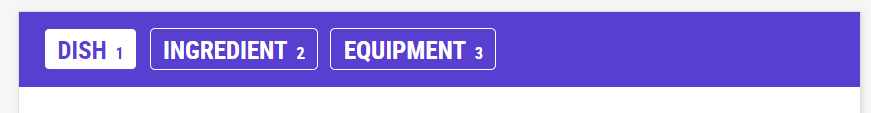 DISH 1 INGREDIENT 2 EQUIPMENT 3